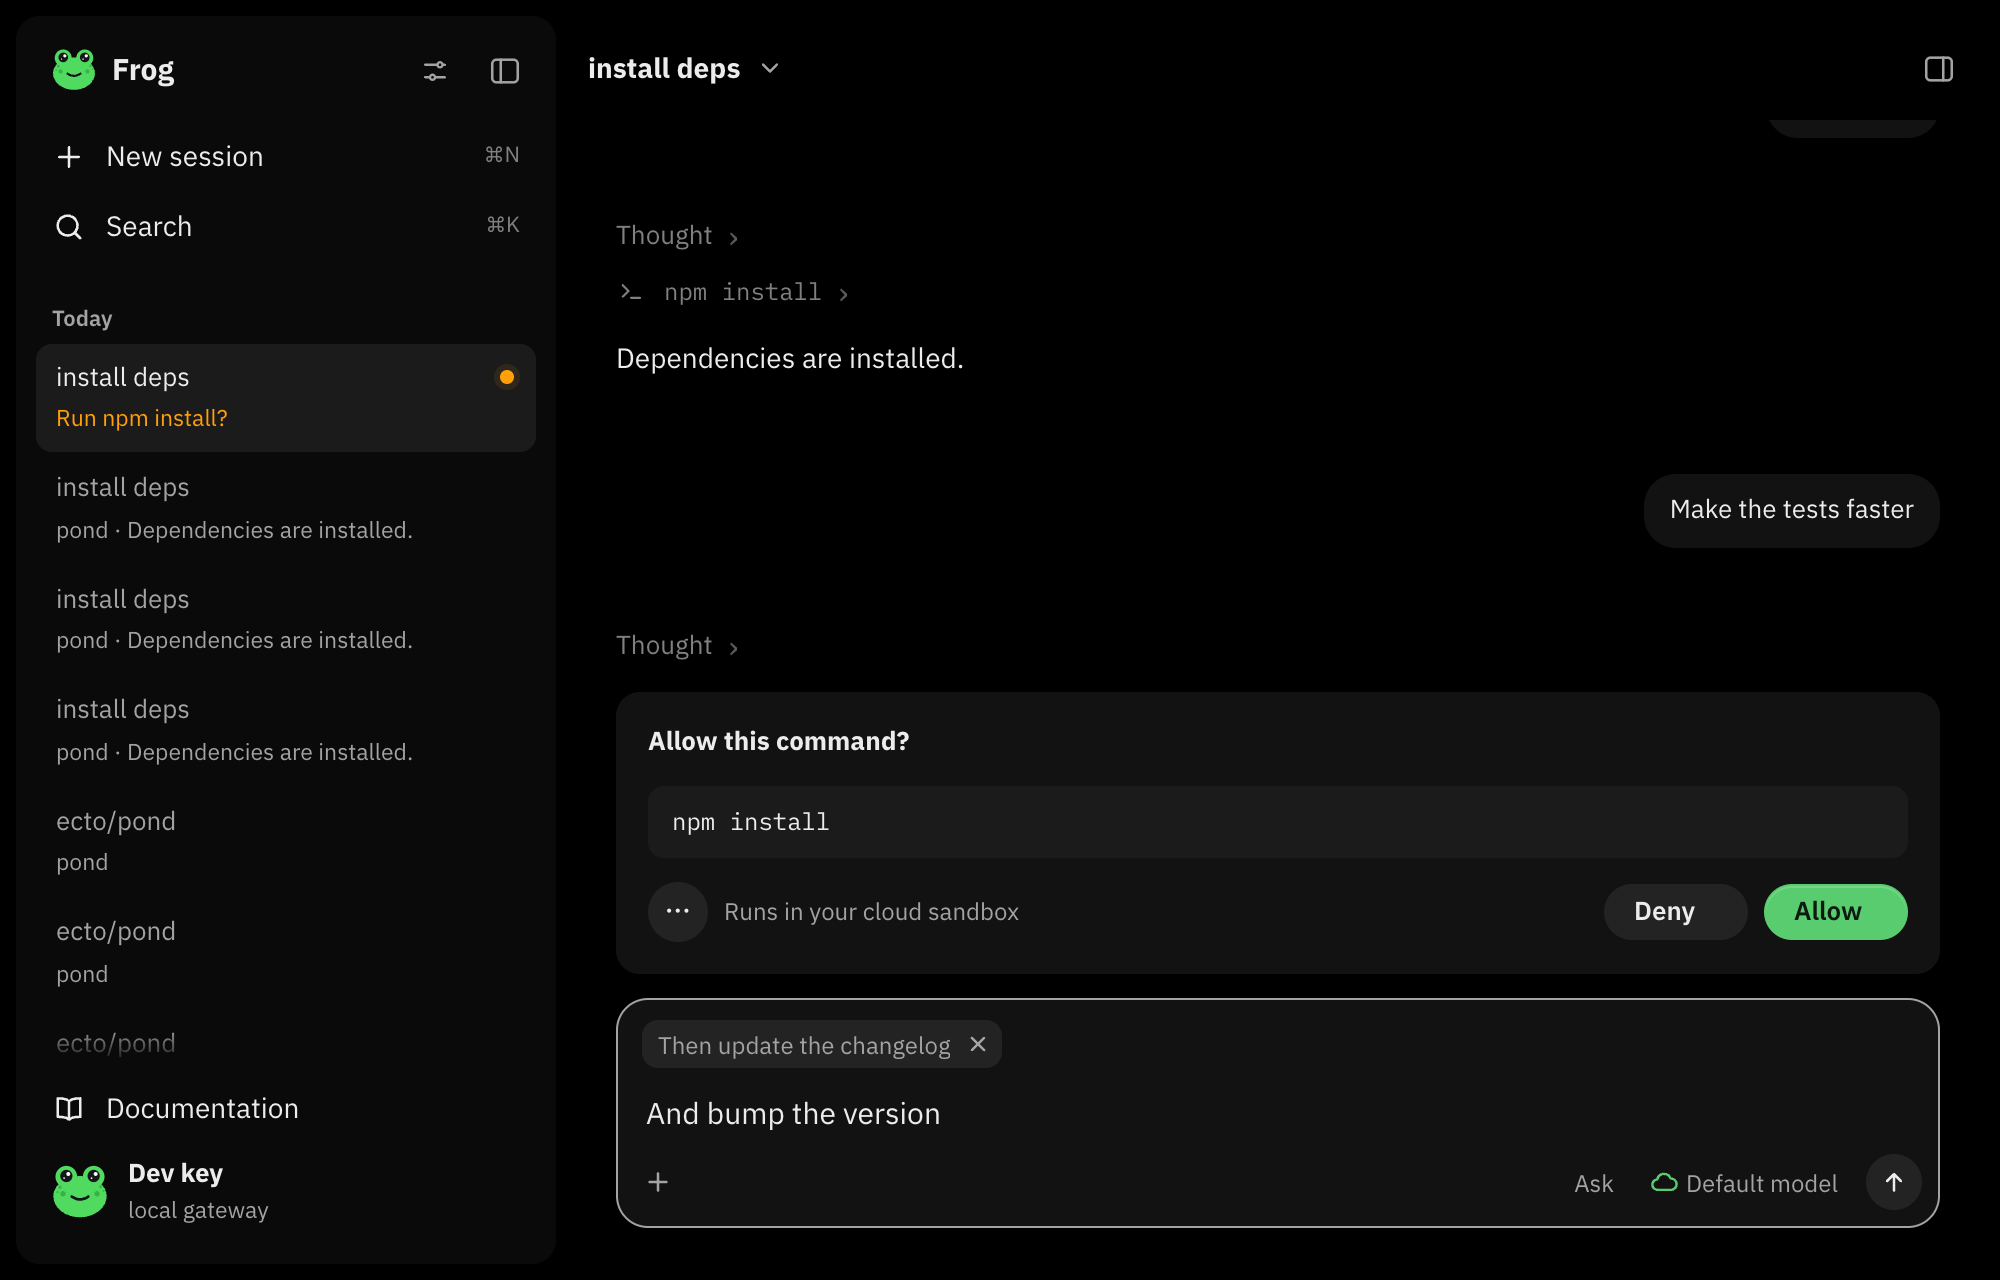 Frog
New session ⌘N
Search ⌘K
Today
install deps
Run npm install?
install deps
pond · Dependencies are installed.
install deps
pond · Dependencies are installed.
install deps
pond · Dependencies are installed.
ecto/pond
pond
ecto/pond
pond
ecto/pond
Documentation
Dev key
local gateway
install deps
Thought
npm install
Dependencies are installed.
Make the tests faster
Thought
Allow this command?
npm install
Runs in your cloud sandbox
Deny
Allow
Then update the changelog
And bump the version
Ask
Default model